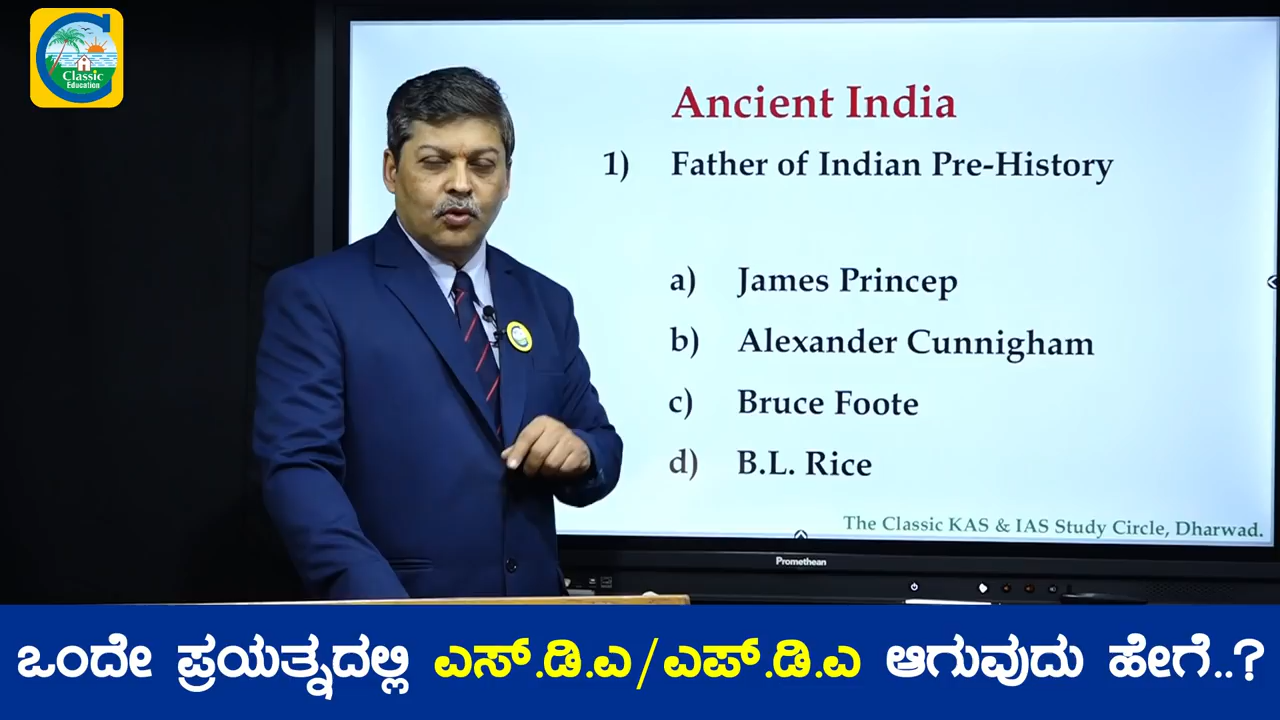 Classic
Education
Ancient India
1) Father of Indian Pre-History
a) James Princep
b) Alexander Cunnigham
c) Bruce Foote
d) B.L. Rice
The Classic KAS & IAS Study Circle, Dharwad.
Promethean
ಒಂದೇ ಪ್ರಯತ್ನದಲ್ಲಿ ಎಸ್.ಡಿ.ಎ/ಎಫ್.ಡಿ.ಎ ಆಗುವುದು ಹೇಗೆ..?